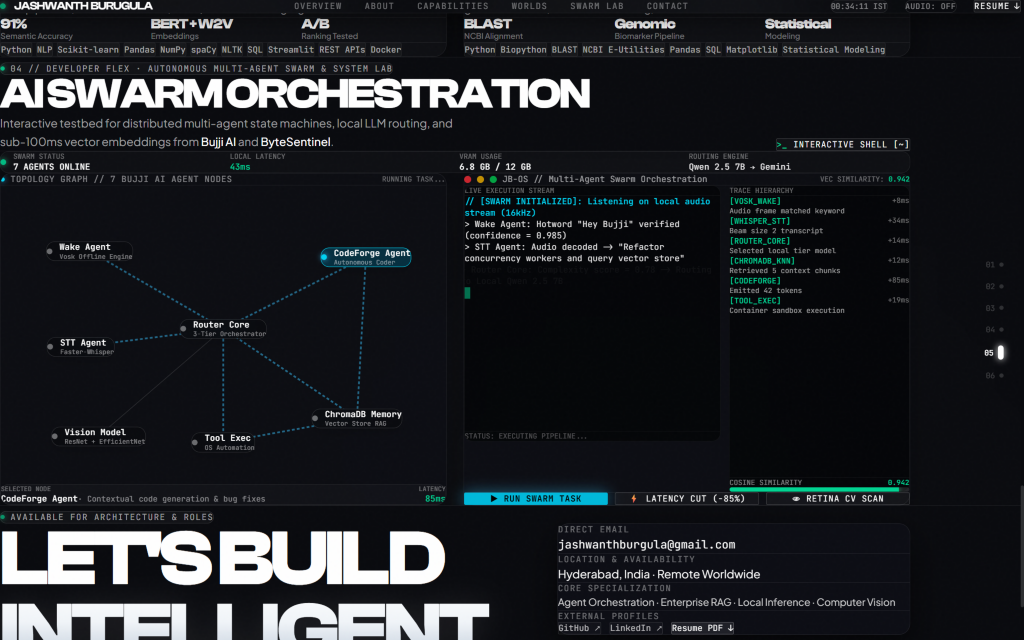 JASHWANTH BURUGULA
OVERVIEW ABOUT CAPABILITIES WORLDS SWARM LAB CONTACT
00:34:11 IST AUDIO: OFF RESUME ↓
91%
Semantic Accuracy
BERT+W2V
Embeddings
A/B
Ranking Tested
Python NLP Scikit-learn Pandas NumPy spaCy NLTK SQL Streamlit REST APIs Docker
BLAST
NCBI Alignment
Genomic
Biomarker Pipeline
Statistical
Modeling
Python Biopython BLAST NCBI E-Utilities Pandas SQL Matplotlib Statistical Modeling
04 // DEVELOPER FLEX · AUTONOMOUS MULTI-AGENT SWARM & SYSTEM LAB
AI SWARM ORCHESTRATION
Interactive testbed for distributed multi-agent state machines, local LLM routing, and
sub-100ms vector embeddings from Bujji AI and ByteSentinel.
>_ INTERACTIVE SHELL [~]
SWARM STATUS
7 AGENTS ONLINE
LOCAL LATENCY
43ms
VRAM USAGE
6.8 GB / 12 GB
ROUTING ENGINE
Qwen 2.5 7B → Gemini
TOPOLOGY GRAPH // 7 BUJJI AI AGENT NODES
RUNNING TASK...
Wake Agent
Vosk Offline Engine
CodeForge Agent
Autonomous Coder
Router Core
3-Tier Orchestrator
STT Agent
Faster-Whisper
ChromaDB Memory
Vector Store RAG
Vision Model
ResNet + EfficientNet
Tool Exec
OS Automation
SELECTED NODE
CodeForge Agent · Contextual code generation & bug fixes
LATENCY
85ms
JB-OS // Multi-Agent Swarm Orchestration
VEC SIMILARITY: 0.942
LIVE EXECUTION STREAM
// [SWARM INITIALIZED]: Listening on local audio
stream (16kHz)
> Wake Agent: Hotword "Hey Bujji" verified
(confidence = 0.985)
> STT Agent: Audio decoded → "Refactor
concurrency workers and query vector store"
STATUS: EXECUTING PIPELINE...
TRACE HIERARCHY
[VOSK_WAKE] +8ms
Audio frame matched keyword
[WHISPER_STT] +34ms
Beam size 2 transcript
[ROUTER_CORE] +14ms
Selected local tier model
[CHROMADB_KNN] +12ms
Retrieved 5 context chunks
[CODEFORGE] +85ms
Emitted 42 tokens
[TOOL_EXEC] +19ms
Container sandbox execution
COSINE SIMILARITY 0.942
▶ RUN SWARM TASK
LATENCY CUT (-85%)
RETINA CV SCAN
01
02
03
04
05
06
AVAILABLE FOR ARCHITECTURE & ROLES
LET'S BUILD
INTELLIGENT
DIRECT EMAIL
jashwanthburgula@gmail.com
LOCATION & AVAILABILITY
Hyderabad, India · Remote Worldwide
CORE SPECIALIZATION
Agent Orchestration · Enterprise RAG · Local Inference · Computer Vision
EXTERNAL PROFILES
GitHub ↗ LinkedIn ↗ Resume PDF ↓